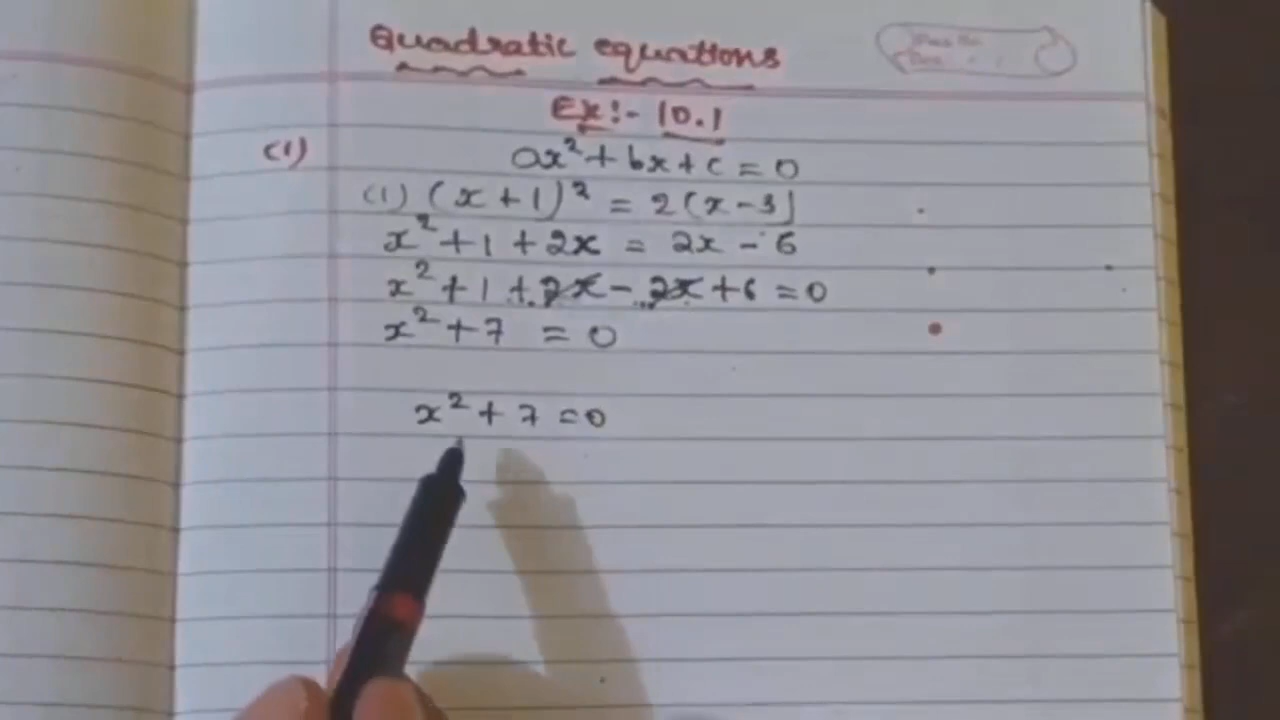 Quadratic equations
Ex:- 10.1
(1) ax² + bx + c = 0
(1) (x + 1)² = 2(x - 3)
x² + 1 + 2x = 2x - 6
x² + 1 + 2x - 2x + 6 = 0
x² + 7 = 0
x² + 7 = 0